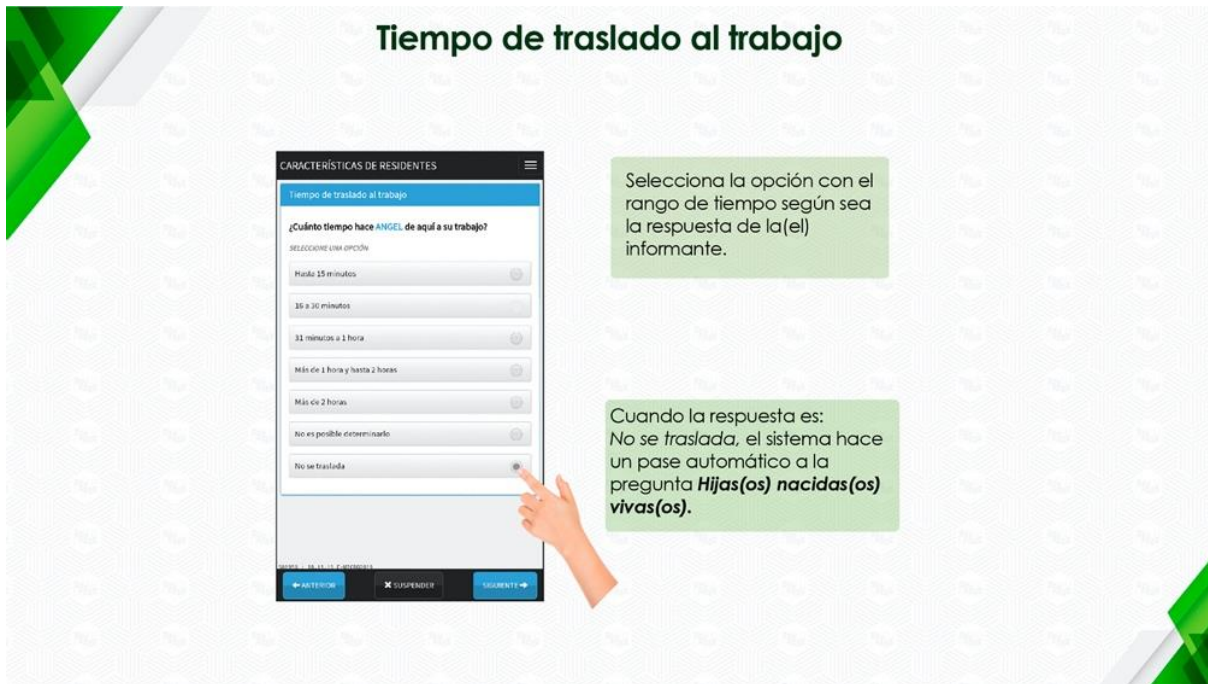 Tiempo de traslado al trabajo
CARACTERÍSTICAS DE RESIDENTES
Tiempo de traslado al trabajo
¿Cuánto tiempo hace ANGEL de aquí a su trabajo?
SELECCIONE UNA OPCIÓN
Hasta 15 minutos
16 a 30 minutos
31 minutos a 1 hora
Más de 1 hora y hasta 2 horas
Más de 2 horas
No es posible determinarlo
No se traslada
ANTERIOR
SUSPENDER
SIGUIENTE
Selecciona la opción con el
rango de tiempo según sea
la respuesta de la(el)
informante.
Cuando la respuesta es:
No se traslada, el sistema hace
un pase automático a la
pregunta Hijas(os) nacidas(os)
vivas(os).